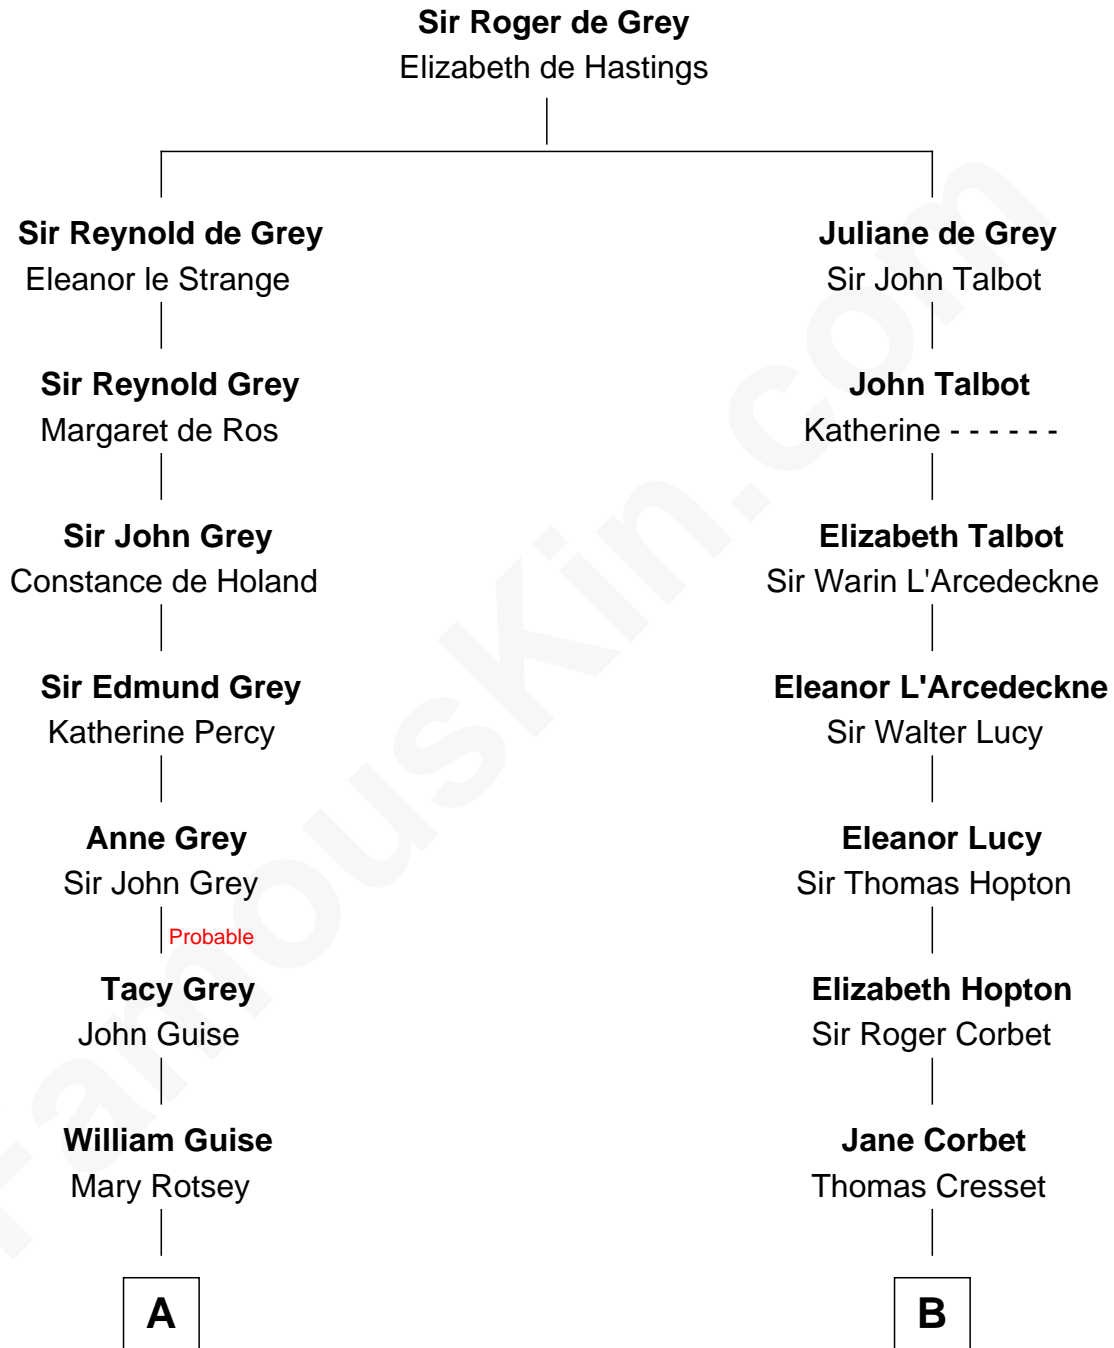 Sir Roger de Grey
Elizabeth de Hastings
Sir Reynold de Grey
Eleanor le Strange
Juliane de Grey
Sir John Talbot
Sir Reynold Grey
Margaret de Ros
John Talbot
Katherine - - - - - -
Sir John Grey
Constance de Holand
Elizabeth Talbot
Sir Warin L'Arcedeckne
Sir Edmund Grey
Katherine Percy
Eleanor L'Arcedeckne
Sir Walter Lucy
Anne Grey
Sir John Grey
Eleanor Lucy
Sir Thomas Hopton
Probable
Tacy Grey
John Guise
Elizabeth Hopton
Sir Roger Corbet
William Guise
Mary Rotsey
Jane Corbet
Thomas Cresset
A
B
FamousKin.com